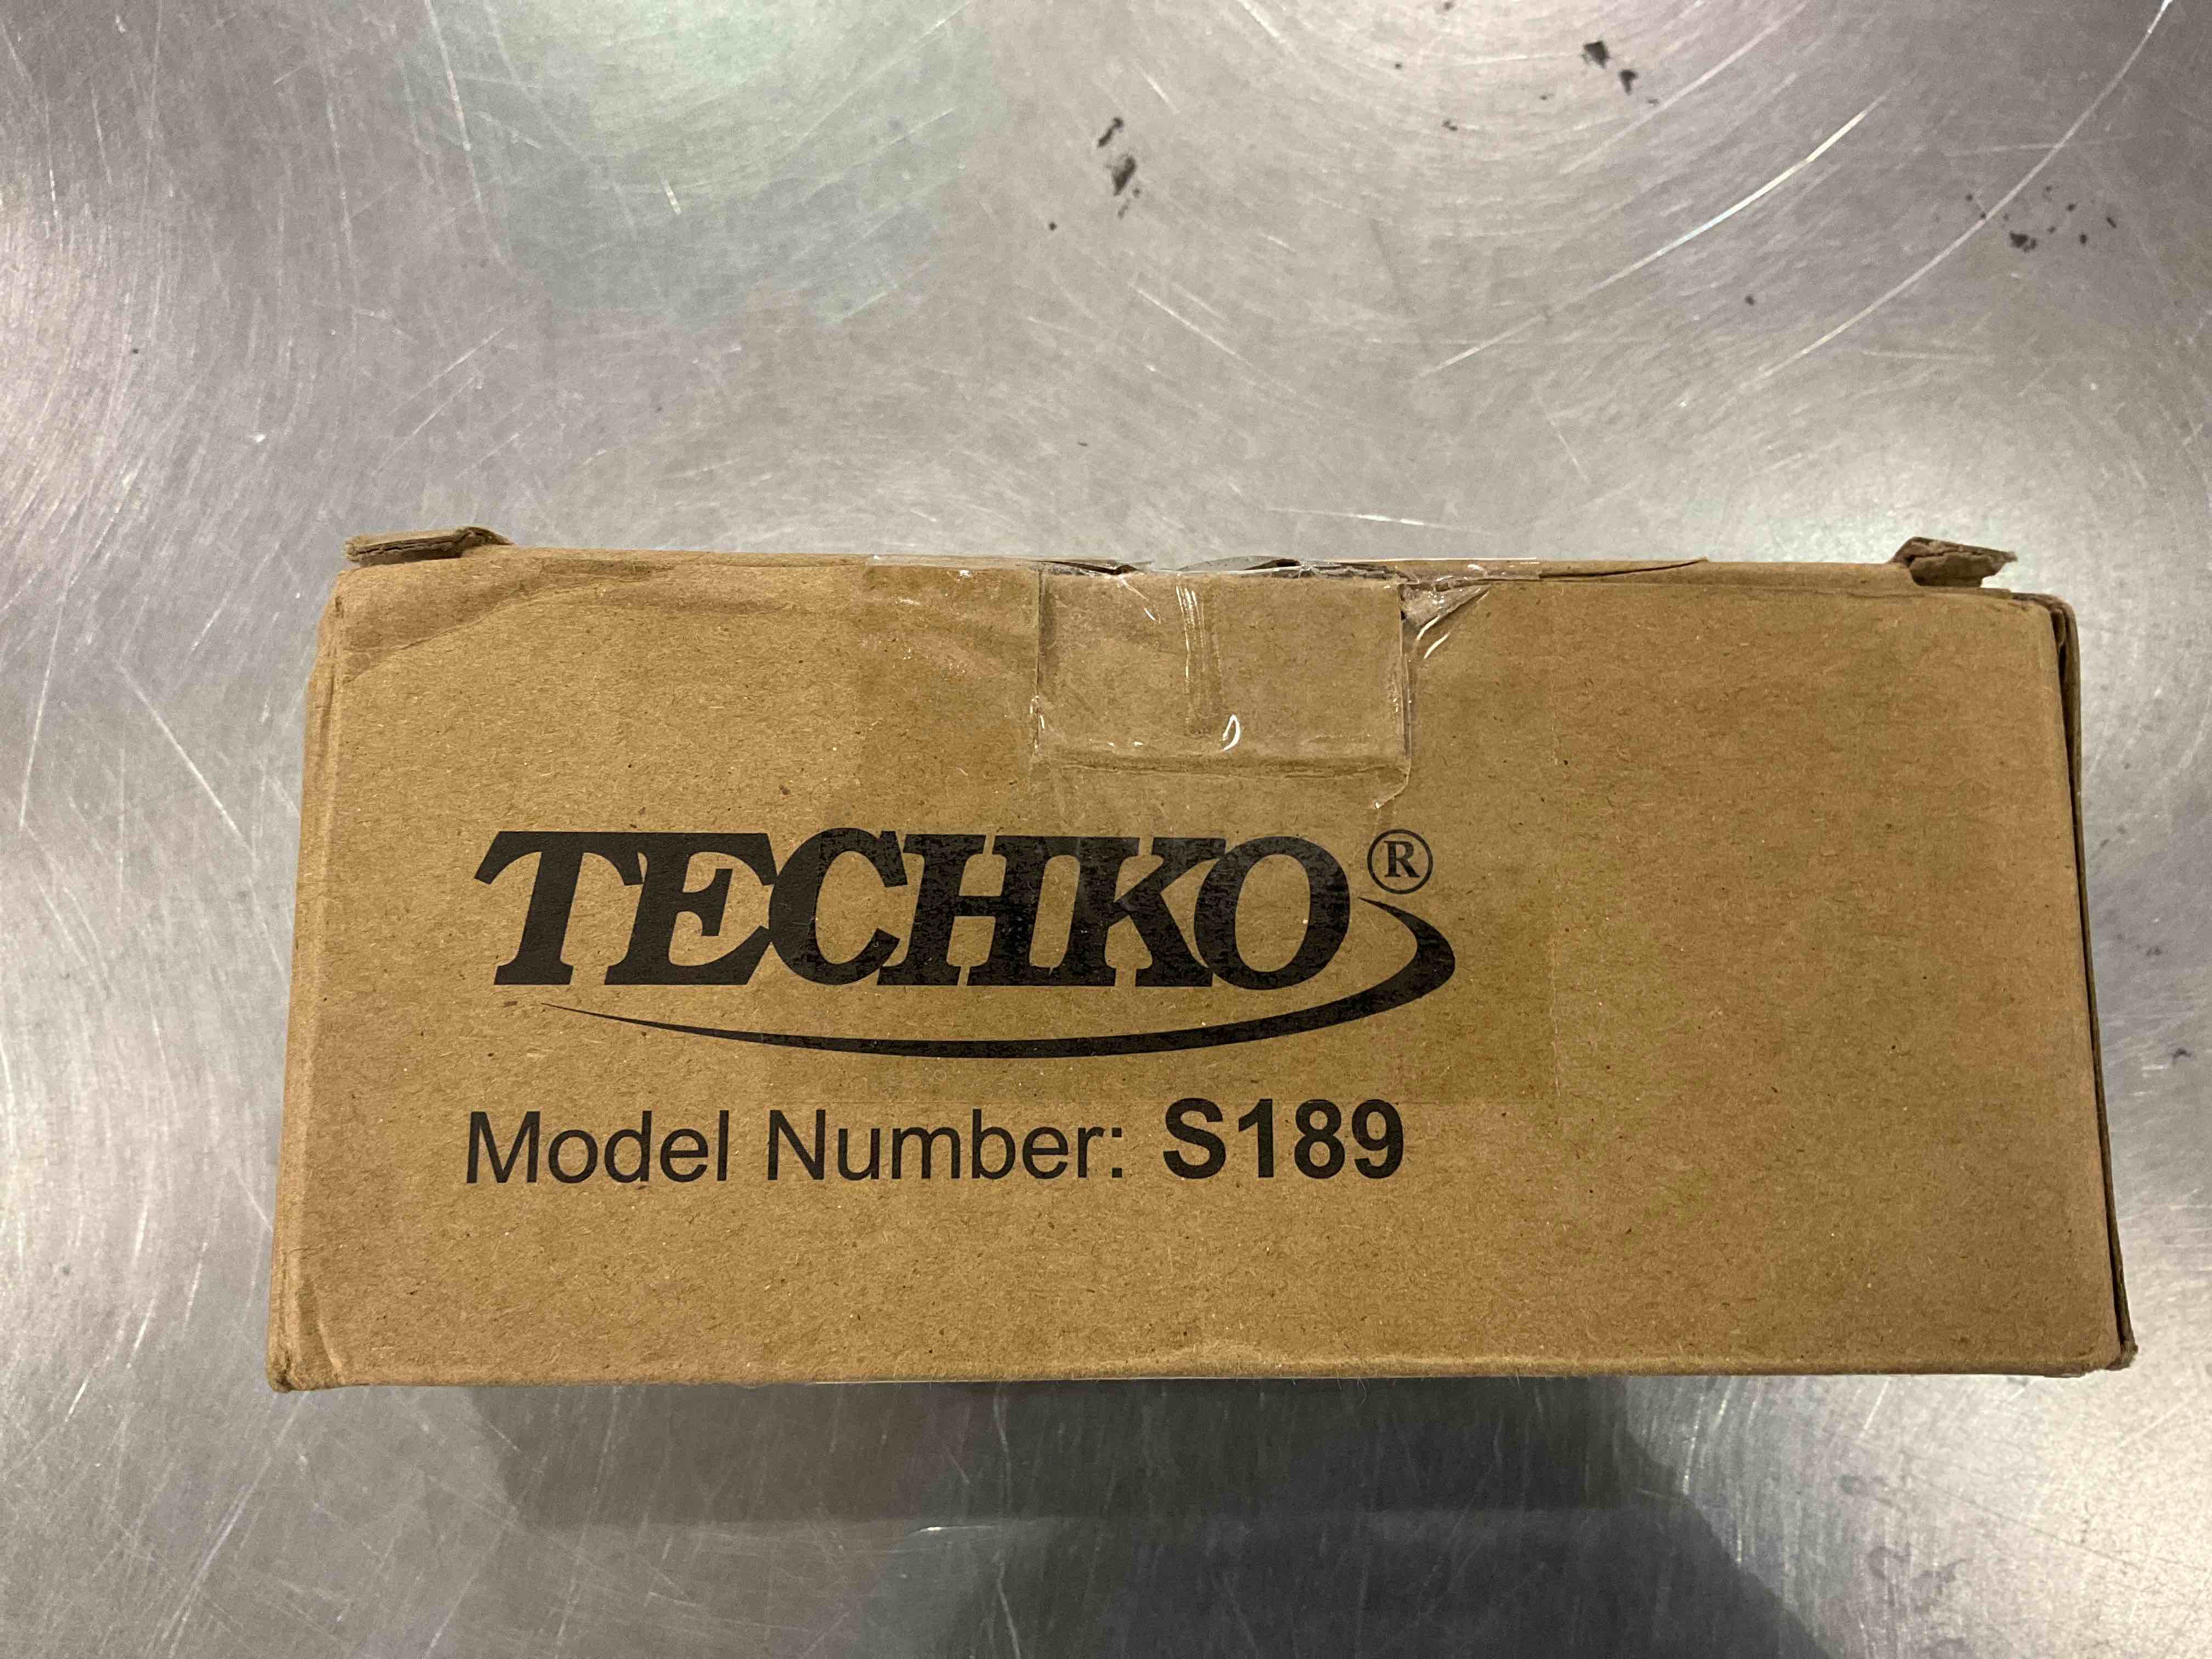 TECHKO®
Model Number: S189